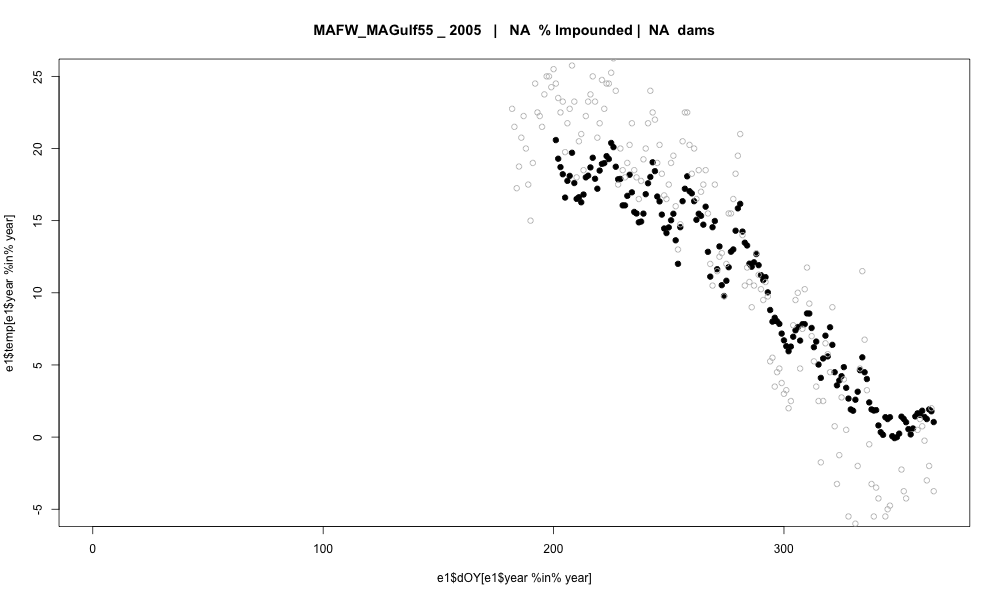 MAFW_MAGulf55 _ 2005 | NA % Impounded | NA dams
25
20
15
10
5
0
-5
e1$temp[e1$year %in% year]
0 100 200 300
e1$dOY[e1$year %in% year]